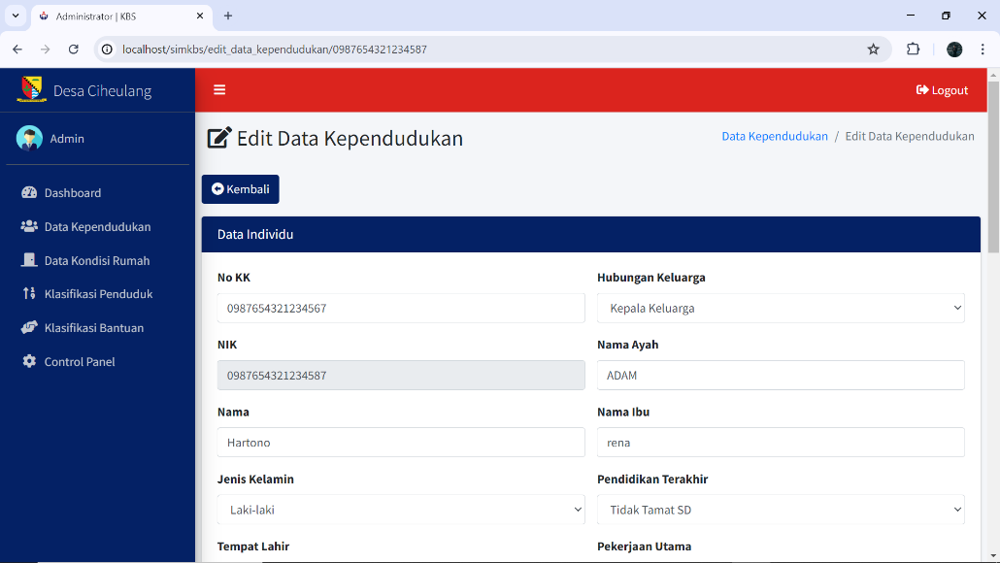 Administrator | KBS
localhost/simkbs/edit_data_kependudukan/0987654321234587
Desa Ciheulang
Logout
Admin
Edit Data Kependudukan
Data Kependudukan / Edit Data Kependudukan
Dashboard
Data Kependudukan
Data Kondisi Rumah
Klasifikasi Penduduk
Klasifikasi Bantuan
Control Panel
Kembali
Data Individu
No KK
0987654321234567
Hubungan Keluarga
Kepala Keluarga
NIK
0987654321234587
Nama Ayah
ADAM
Nama
Hartono
Nama Ibu
rena
Jenis Kelamin
Laki-laki
Pendidikan Terakhir
Tidak Tamat SD
Tempat Lahir
Pekerjaan Utama